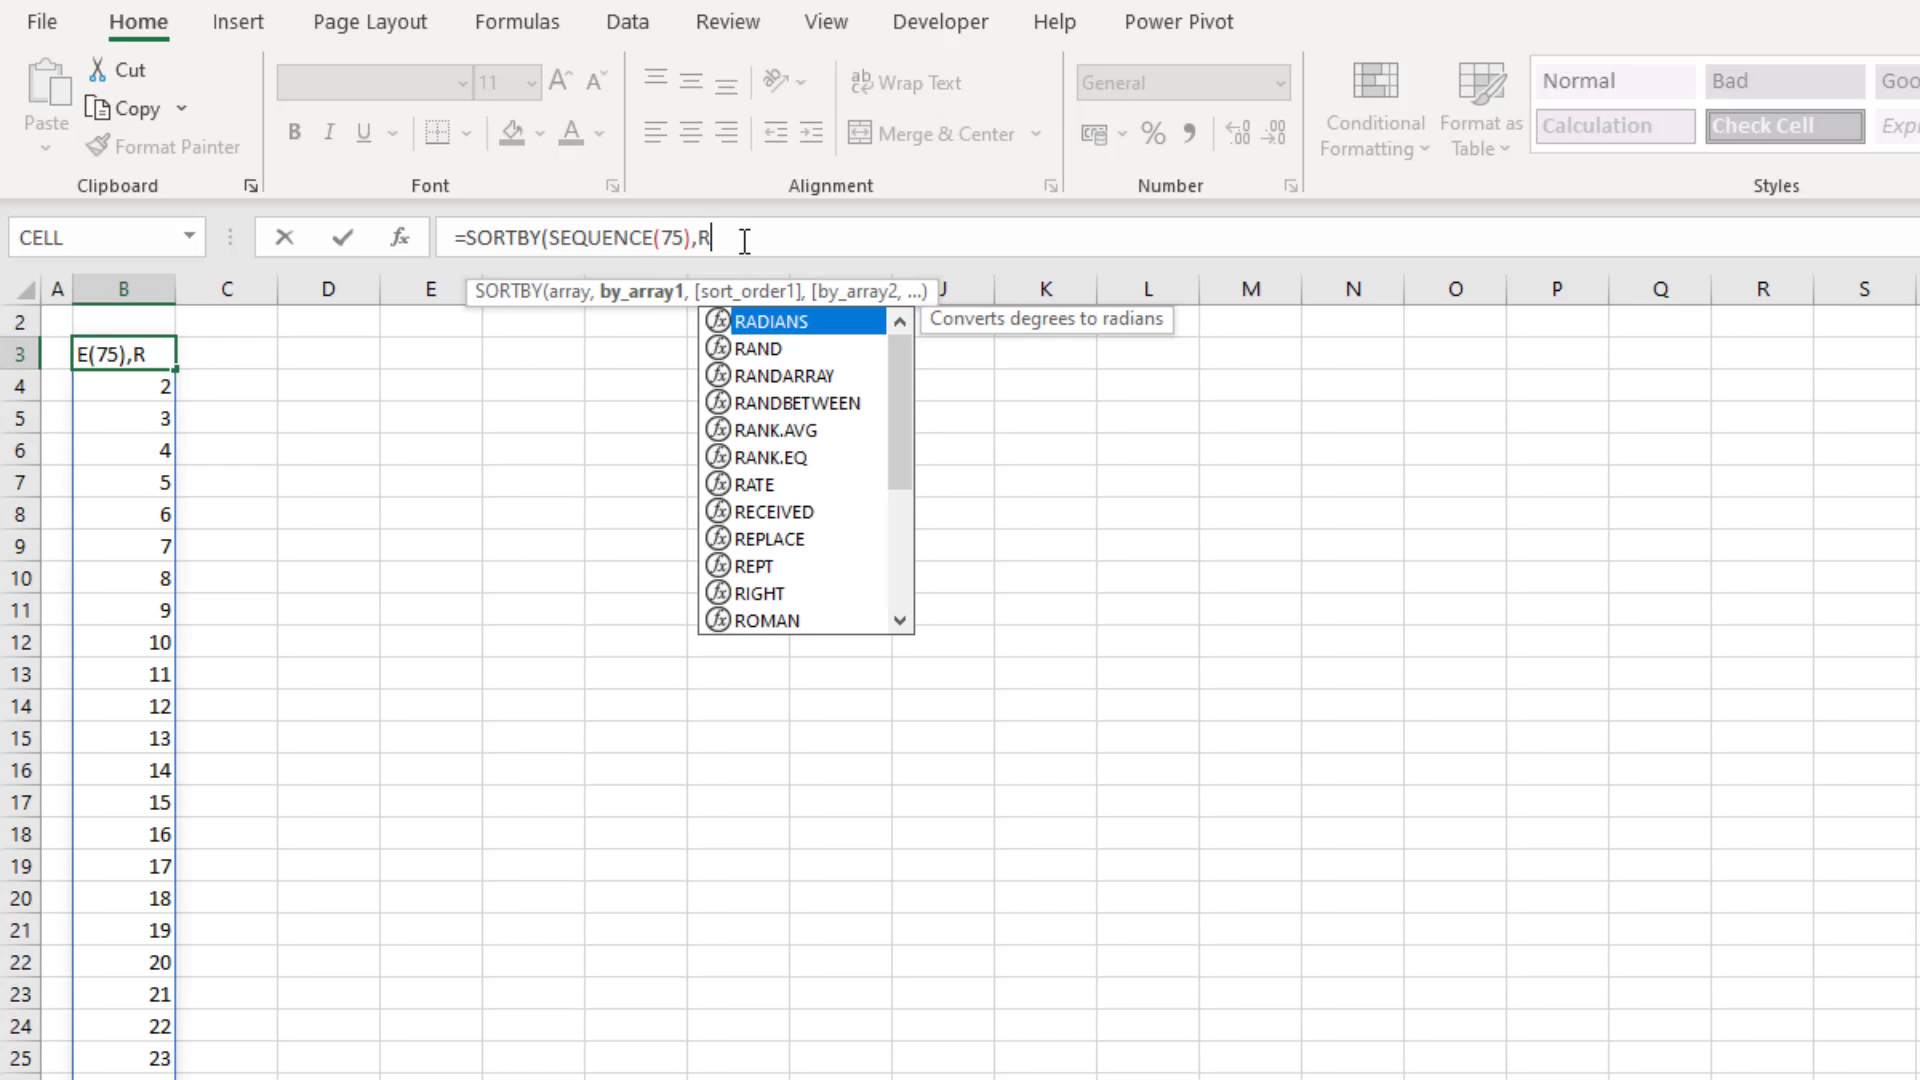 File Home Insert Page Layout Formulas Data Review View Developer Help Power Pivot
Paste
Cut
Copy
Format Painter
Clipboard
11 A A
B I U A
Font
ab Wrap Text
Merge & Center
Alignment
General
%
Number
Conditional Formatting
Format as Table
Normal Bad Goo
Calculation Check Cell Expl
Styles
CELL fx =SORTBY(SEQUENCE(75),R
SORTBY(array, by_array1, [sort_order1], [by_array2, ...)
A B C D E J K L M N O P Q R S
RADIANS
Converts degrees to radians
RAND
RANDARRAY
RANDBETWEEN
RANK.AVG
RANK.EQ
RATE
RECEIVED
REPLACE
REPT
RIGHT
ROMAN
2
3 E(75),R
4 2
5 3
6 4
7 5
8 6
9 7
10 8
11 9
12 10
13 11
14 12
15 13
16 14
17 15
18 16
19 17
20 18
21 19
22 20
23 21
24 22
25 23